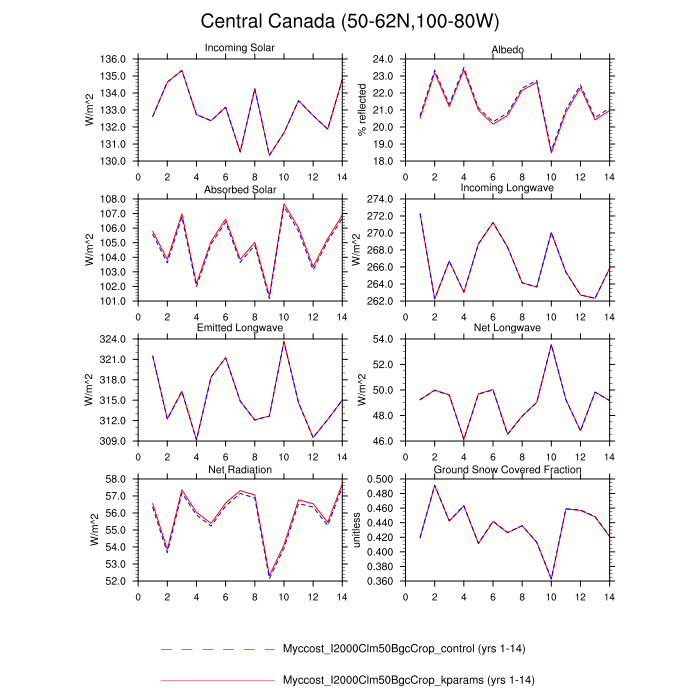 Central Canada (50-62N,100-80W)
Incoming Solar
W/m^2
136.0
135.0
134.0
133.0
132.0
131.0
130.0
0 2 4 6 8 10 12 14
Albedo
% reflected
24.0
23.0
22.0
21.0
20.0
19.0
18.0
0 2 4 6 8 10 12 14
Absorbed Solar
W/m^2
108.0
107.0
106.0
105.0
104.0
103.0
102.0
101.0
0 2 4 6 8 10 12 14
Incoming Longwave
W/m^2
274.0
272.0
270.0
268.0
266.0
264.0
262.0
0 2 4 6 8 10 12 14
Emitted Longwave
W/m^2
324.0
321.0
318.0
315.0
312.0
309.0
0 2 4 6 8 10 12 14
Net Longwave
W/m^2
54.0
52.0
50.0
48.0
46.0
0 2 4 6 8 10 12 14
Net Radiation
W/m^2
58.0
57.0
56.0
55.0
54.0
53.0
52.0
0 2 4 6 8 10 12 14
Ground Snow Covered Fraction
unitless
0.500
0.480
0.460
0.440
0.420
0.400
0.380
0.360
0 2 4 6 8 10 12 14
Myccost_I2000Clm50BgcCrop_control (yrs 1-14)
Myccost_I2000Clm50BgcCrop_kparams (yrs 1-14)